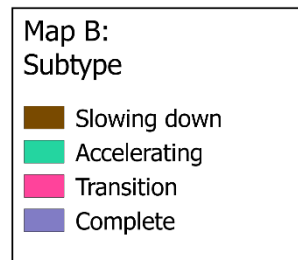 Map B:
Subtype
Slowing down
Accelerating
Transition
Complete